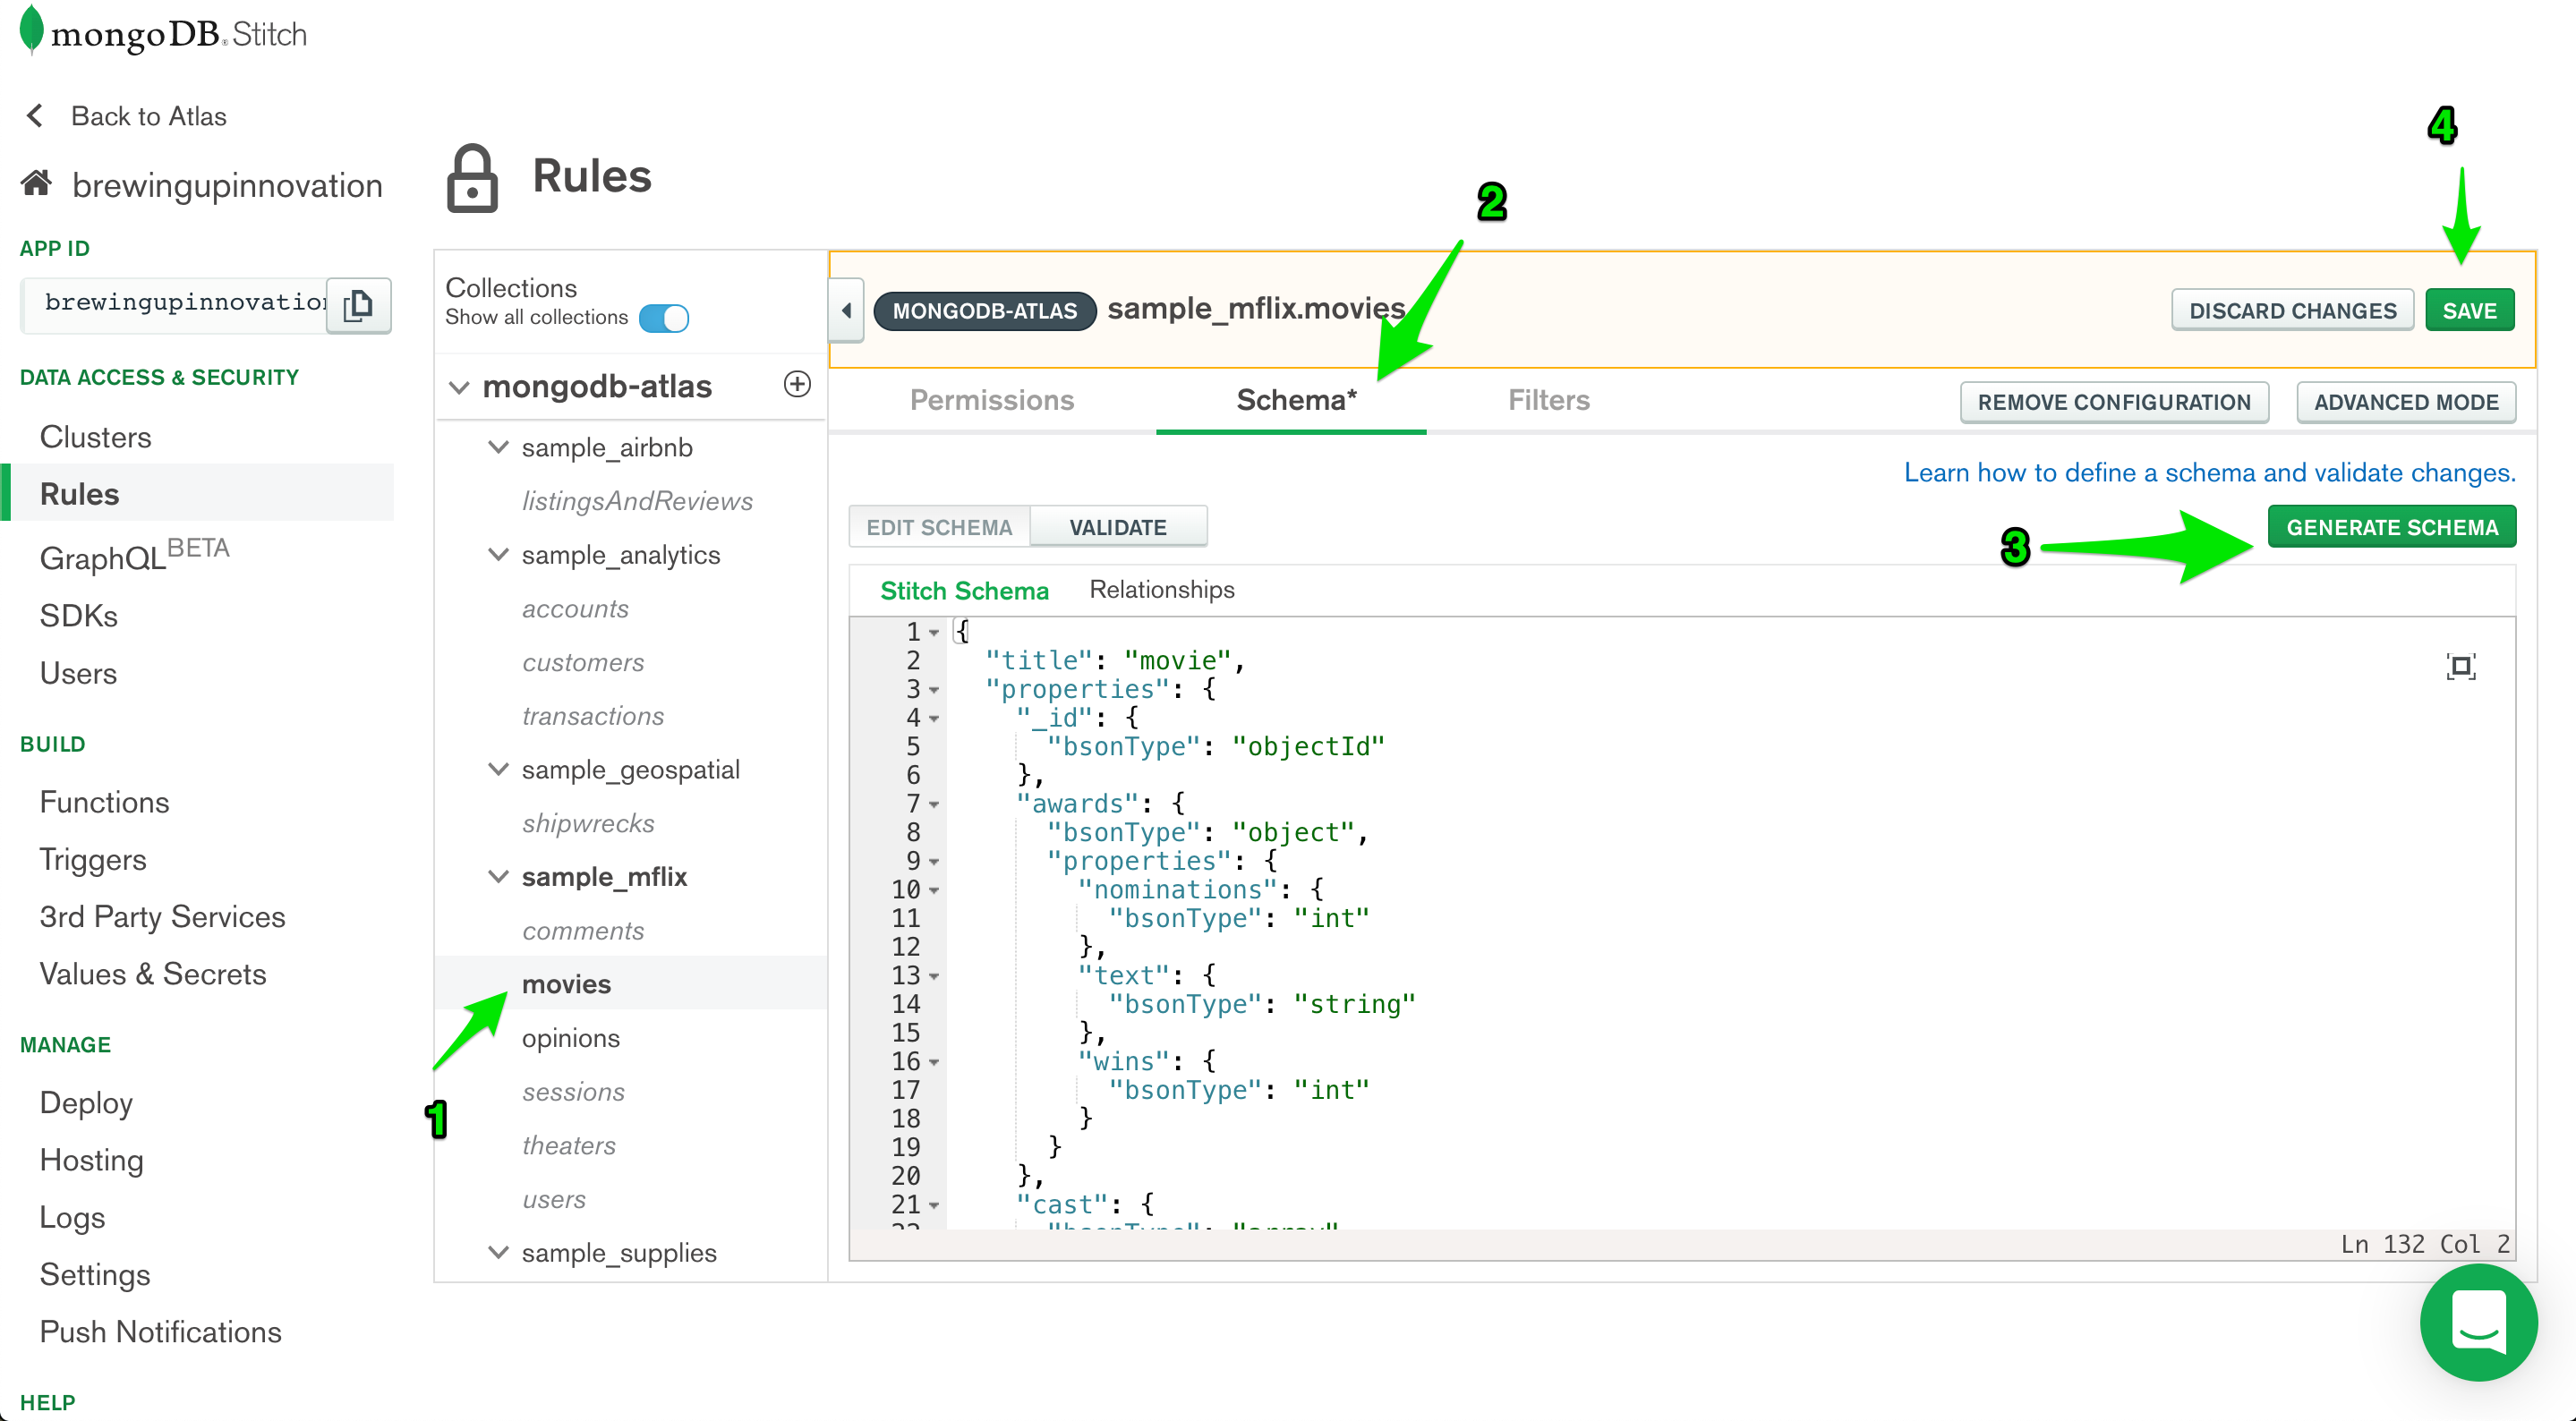 mongoDB. Stitch
Back to Atlas
brewingupinnovation
APP ID
brewingupinnovation
DATA ACCESS & SECURITY
Clusters
Rules
GraphQL BETA
SDKs
Users
BUILD
Functions
Triggers
3rd Party Services
Values & Secrets
MANAGE
Deploy
Hosting
Logs
Settings
Push Notifications
HELP
Rules
Collections
Show all collections
mongodb-atlas
sample_airbnb
listingsAndReviews
sample_analytics
accounts
customers
transactions
sample_geospatial
shipwrecks
sample_mflix
comments
movies
opinions
sessions
theaters
users
sample_supplies
1
2
3
4
MONGODB-ATLAS sample_mflix.movies
DISCARD CHANGES SAVE
Permissions Schema* Filters
REMOVE CONFIGURATION ADVANCED MODE
Learn how to define a schema and validate changes.
EDIT SCHEMA VALIDATE
GENERATE SCHEMA
Stitch Schema Relationships
1 {
2 "title": "movie",
3 "properties": {
4 "_id": {
5 "bsonType": "objectId"
6 },
7 "awards": {
8 "bsonType": "object",
9 "properties": {
10 "nominations": {
11 "bsonType": "int"
12 },
13 "text": {
14 "bsonType": "string"
15 },
16 "wins": {
17 "bsonType": "int"
18 }
19 }
20 },
21 "cast": {
22 "bsonType": "array"
Ln 132 Col 2